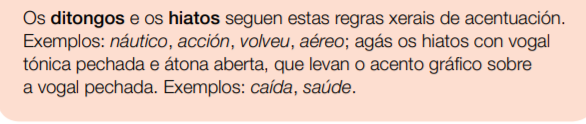 Os ditongos e os hiatos seguen estas regras xerais de acentuación.
Exemplos: náutico, acción, volveu, aéreo; agás os hiatos con vogal
tónica pechada e átona aberta, que levan o acento gráfico sobre
a vogal pechada. Exemplos: caída, saúde.